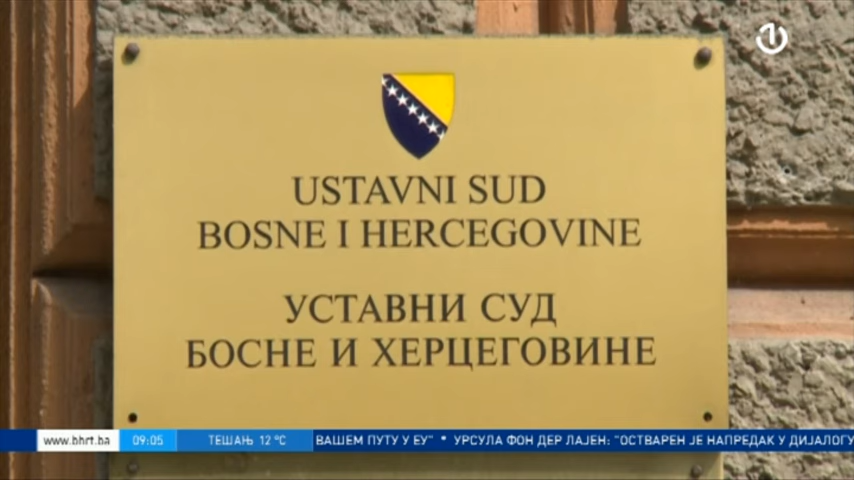 USTAVNI SUD
BOSNE I HERCEGOVINE
УСТАВНИ СУД
БОСНЕ И ХЕРЦЕГОВИНЕ
www.bhrt.ba 09:05 ТЕШАЊ 12 °C ВАШЕМ ПУТУ У ЕУ" * УРСУЛА ФОН ДЕР ЛАЈЕН: "ОСТВАРЕН ЈЕ НАПРЕДАК У ДИЈАЛОГУ